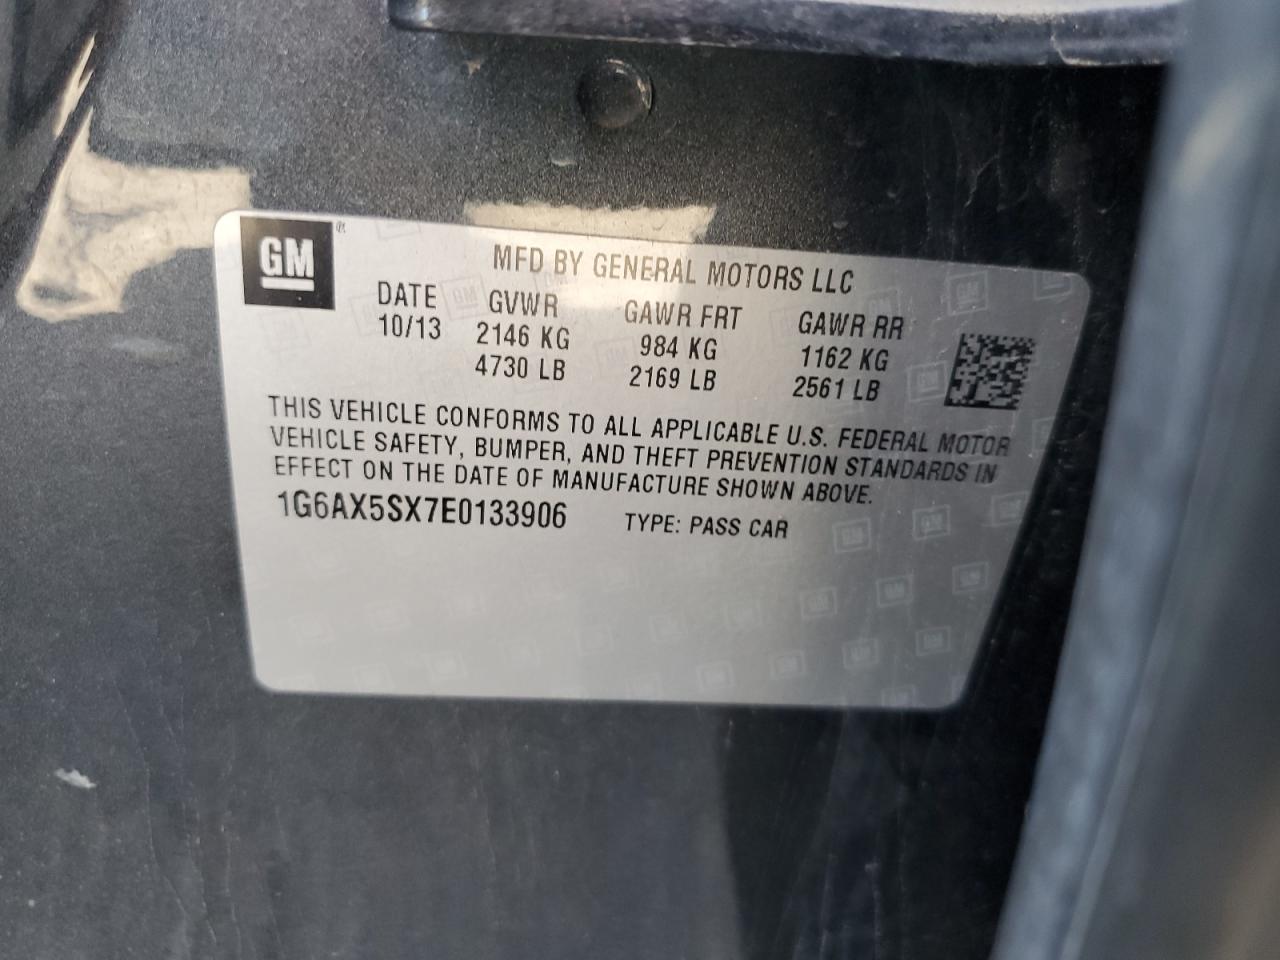 GM ®
MFD BY GENERAL MOTORS LLC
DATE GVWR GAWR FRT GAWR RR
10/13 2146 KG 984 KG 1162 KG
4730 LB 2169 LB 2561 LB
THIS VEHICLE CONFORMS TO ALL APPLICABLE U.S. FEDERAL MOTOR
VEHICLE SAFETY, BUMPER, AND THEFT PREVENTION STANDARDS IN
EFFECT ON THE DATE OF MANUFACTURE SHOWN ABOVE.
1G6AX5SX7E0133906 TYPE: PASS CAR